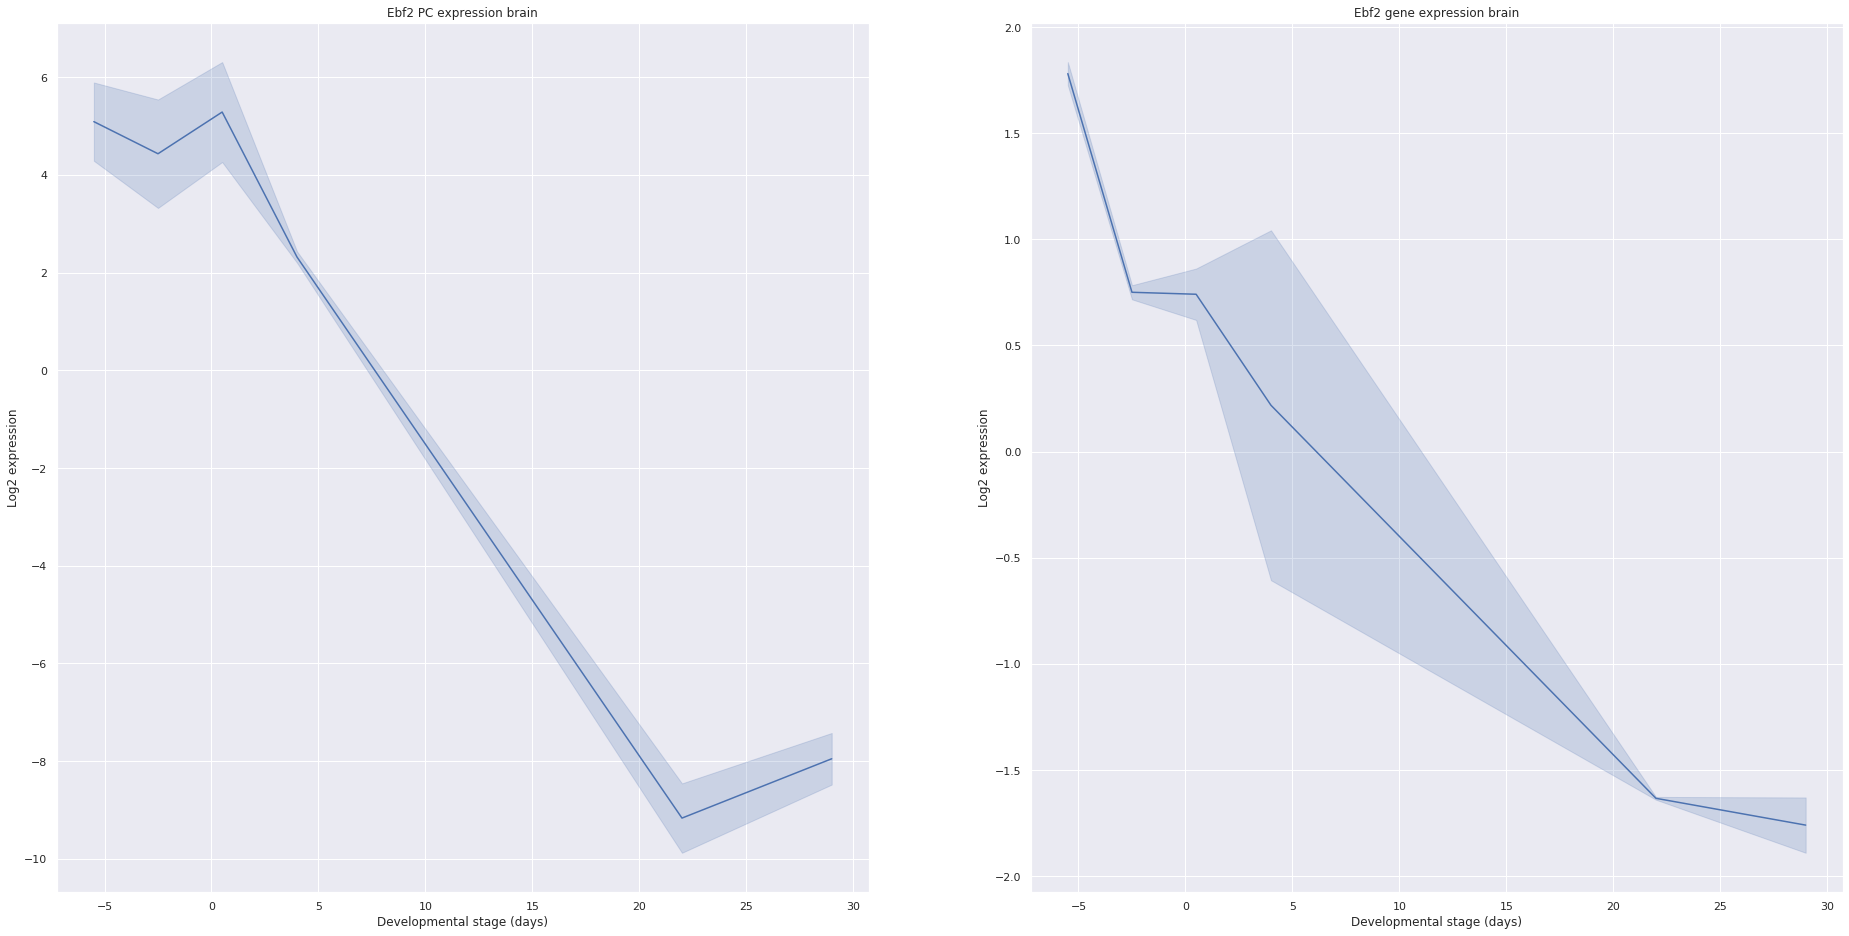 Ebf2 PC expression brain
6
4
2
0
−2
−4
−6
−8
−10
Log2 expression
−5 0 5 10 15 20 25 30
Developmental stage (days)
Ebf2 gene expression brain
2.0
1.5
1.0
0.5
0.0
−0.5
−1.0
−1.5
−2.0
Log2 expression
−5 0 5 10 15 20 25 30
Developmental stage (days)